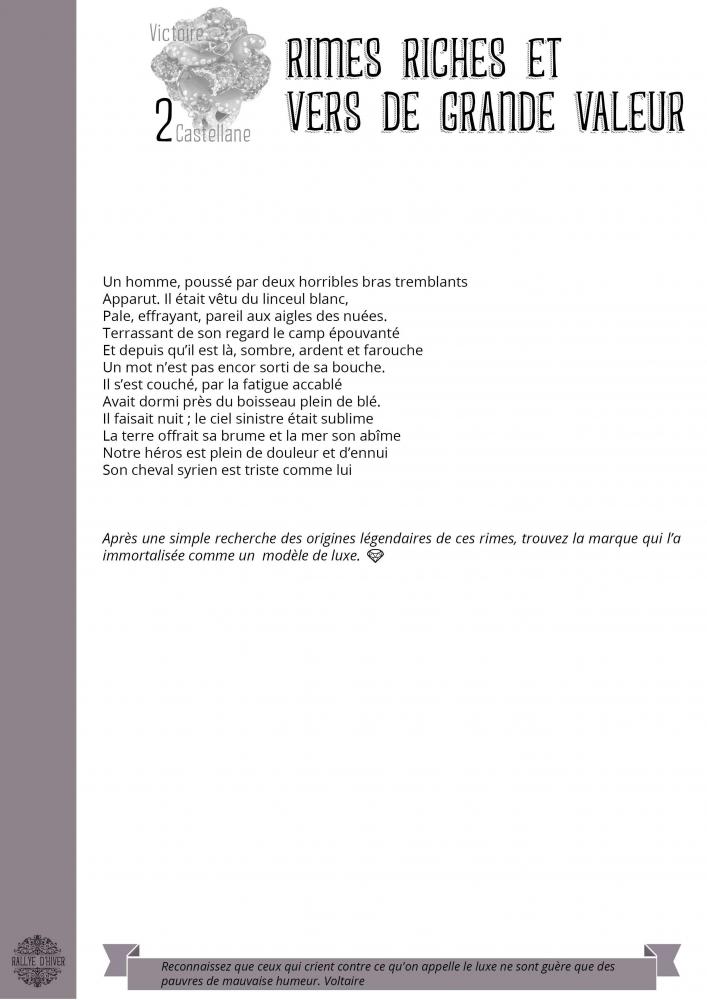 Victoire
2 Castellane
RIMES RICHES ET
VERS DE GRANDE VALEUR
Un homme, poussé par deux horribles bras tremblants
Apparut. Il était vêtu du linceul blanc,
Pale, effrayant, pareil aux aigles des nuées.
Terrassant de son regard le camp épouvanté
Et depuis qu’il est là, sombre, ardent et farouche
Un mot n’est pas encor sorti de sa bouche.
Il s’est couché, par la fatigue accablé
Avait dormi près du boisseau plein de blé.
Il faisait nuit ; le ciel sinistre était sublime
La terre offrait sa brume et la mer son abîme
Notre héros est plein de douleur et d’ennui
Son cheval syrien est triste comme lui
Après une simple recherche des origines légendaires de ces rimes, trouvez la marque qui l’a
immortalisée comme un modèle de luxe.
RALLYE D'HIVER
Reconnaissez que ceux qui crient contre ce qu'on appelle le luxe ne sont guère que des
pauvres de mauvaise humeur. Voltaire